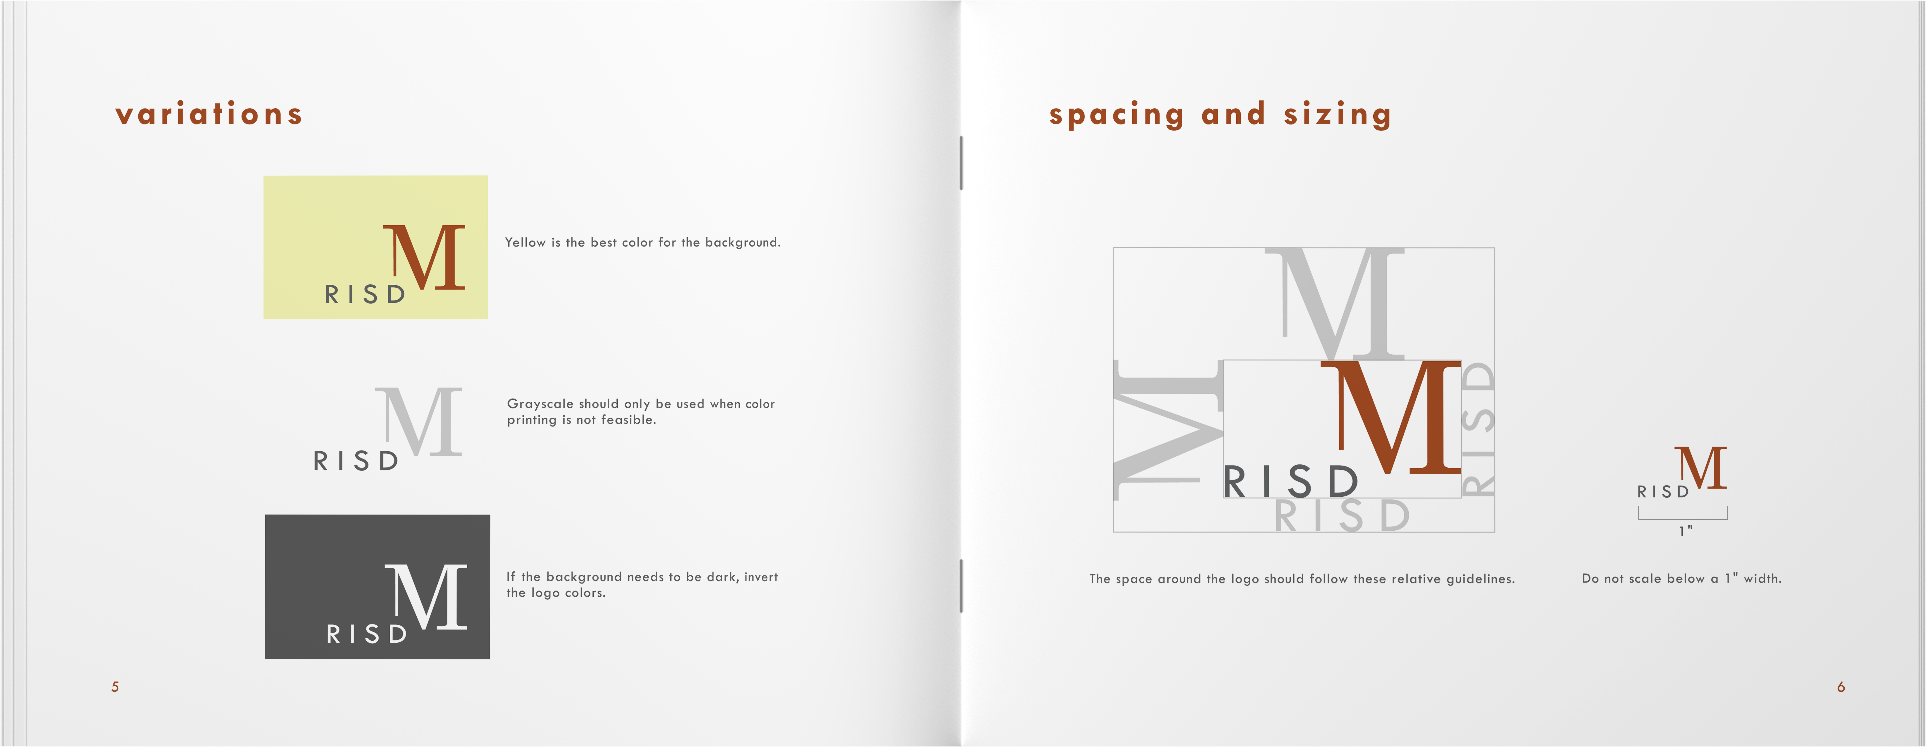 variations
M
RISD
Yellow is the best color for the background.
M
RISD
Grayscale should only be used when color
printing is not feasible.
M
RISD
If the background needs to be dark, invert
the logo colors.
5
spacing and sizing
M
M
M
RISD
RISD
RISD
The space around the logo should follow these relative guidelines.
M
RISD
1"
Do not scale below a 1" width.
6